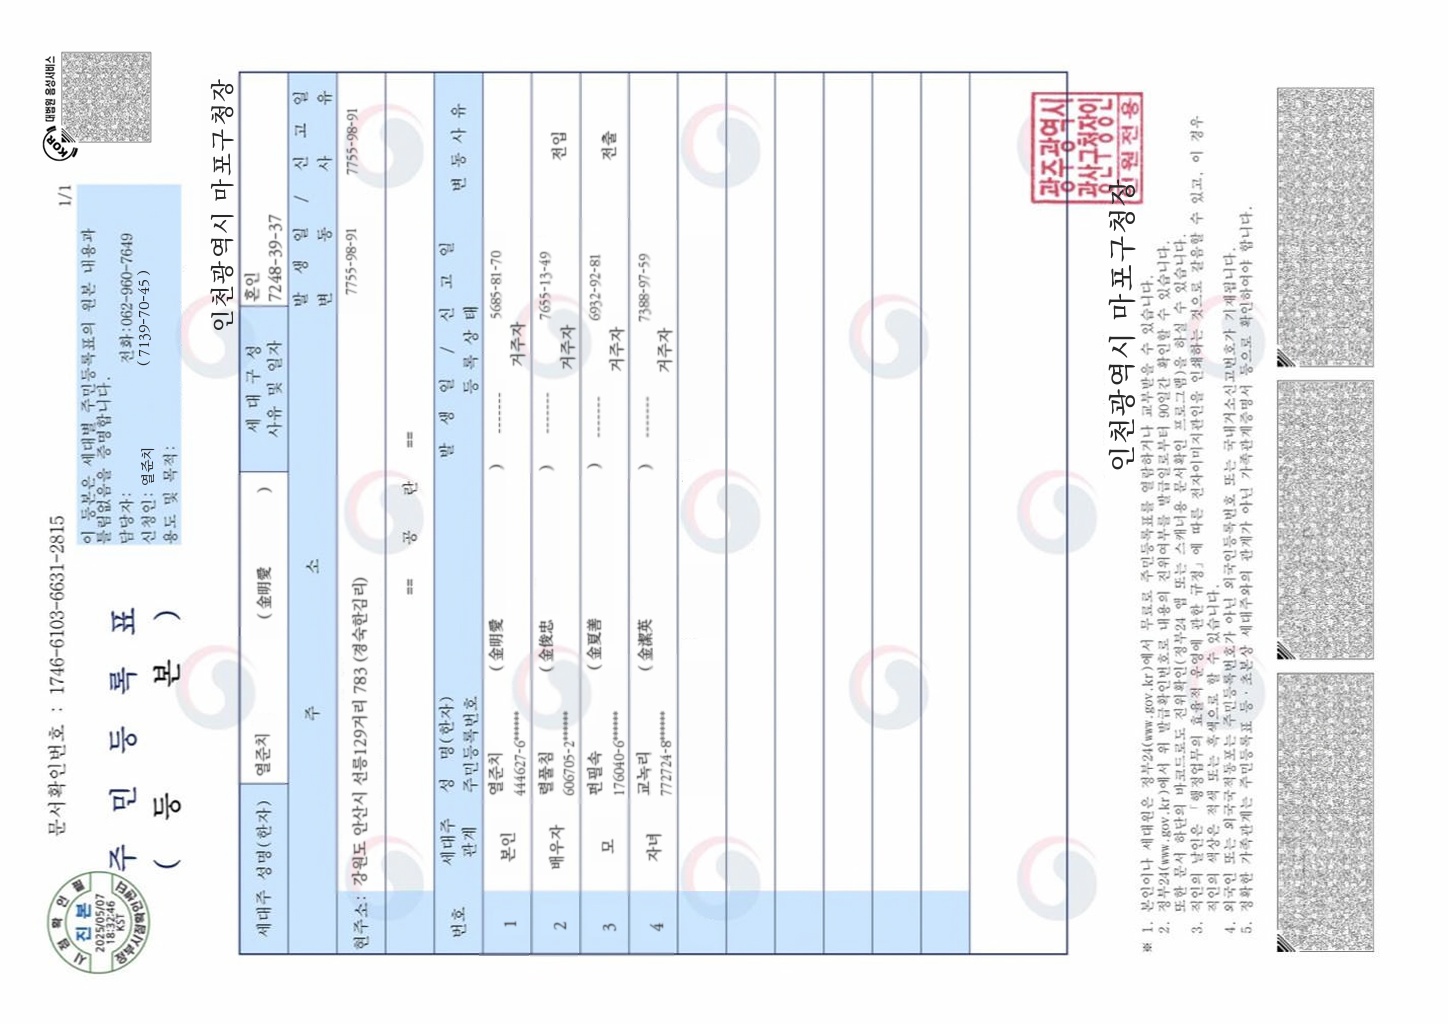 문서확인번호 : 1746-6103-6631-2815
1/1
대법원 음성서비스
KOR
시 점 확 인 필
진 본
2025/05/07
18:32:46
KST
정부시점확인센터
주 민 등 록 표
( 등 본 )
이 등본은 세대별 주민등록표의 원본 내용과
틀림없음을 증명합니다.
담당자: 전화:062-960-7649
신청인: 열준치 (7139-70-45)
용도 및 목적:
인천광역시 마포구청장
세대주 성명(한자) 열준치 ( 金明愛 ) 세 대 구 성 사유 및 일자 혼인
7248-39-37
주 소 발 생 일 / 신 고 일
변 동 사 유
현주소: 강원도 안산시 선릉129거리 783 (경숙한김리) 7755-98-91 7755-98-91
== 공 란 ==
번호 세대주 관계 성 명(한자) 주민등록번호 발 생 일 / 신 고 일 등 록 상 태 변 동 사 유
1 본인 열준치 ( 金明愛 ) ------- 5685-81-70
444627-6****** 거주자
2 배우자 렴풀침 ( 金俊忠 ) ------- 7655-13-49 전입
606705-2****** 거주자
3 모 편필속 ( 金夏善 ) ------- 6932-92-81 전출
176040-6****** 거주자
4 자녀 교녹리 ( 金潔英 ) ------- 7388-97-59
772724-8****** 거주자
인천광역시 마포구청장
광주광역시
광산구청장이
민원전용
※ 1. 본인이나 세대원은 정부24(www.gov.kr)에서 무료로 주민등록표를 열람하거나 교부받을 수 있습니다.
2. 정부24(www.gov.kr)에서 위 발급확인번호로 내용의 진위여부를 발급일로부터 90일간 확인할 수 있습니다.
또한 문서 하단의 바코드로도 진위확인(정부24 앱 또는 스캐너용 문서확인 프로그램)을 하실 수 있습니다.
3. 직인의 날인은 「행정업무의 효율적 운영에 관한 규정」에 따른 전자이미지관인을 인쇄하는 것으로 갈음할 수 있고, 이 경우
직인의 색상은 적색 또는 흑색으로 할 수 있습니다.
4. 외국인 또는 외국국적동포는 주민등록번호가 아닌 외국인등록번호 또는 국내거소신고번호가 기재됩니다.
5. 정확한 가족관계는 주민등록표 등·초본상 세대주와의 관계가 아닌 가족관계증명서 등으로 확인하여야 합니다.